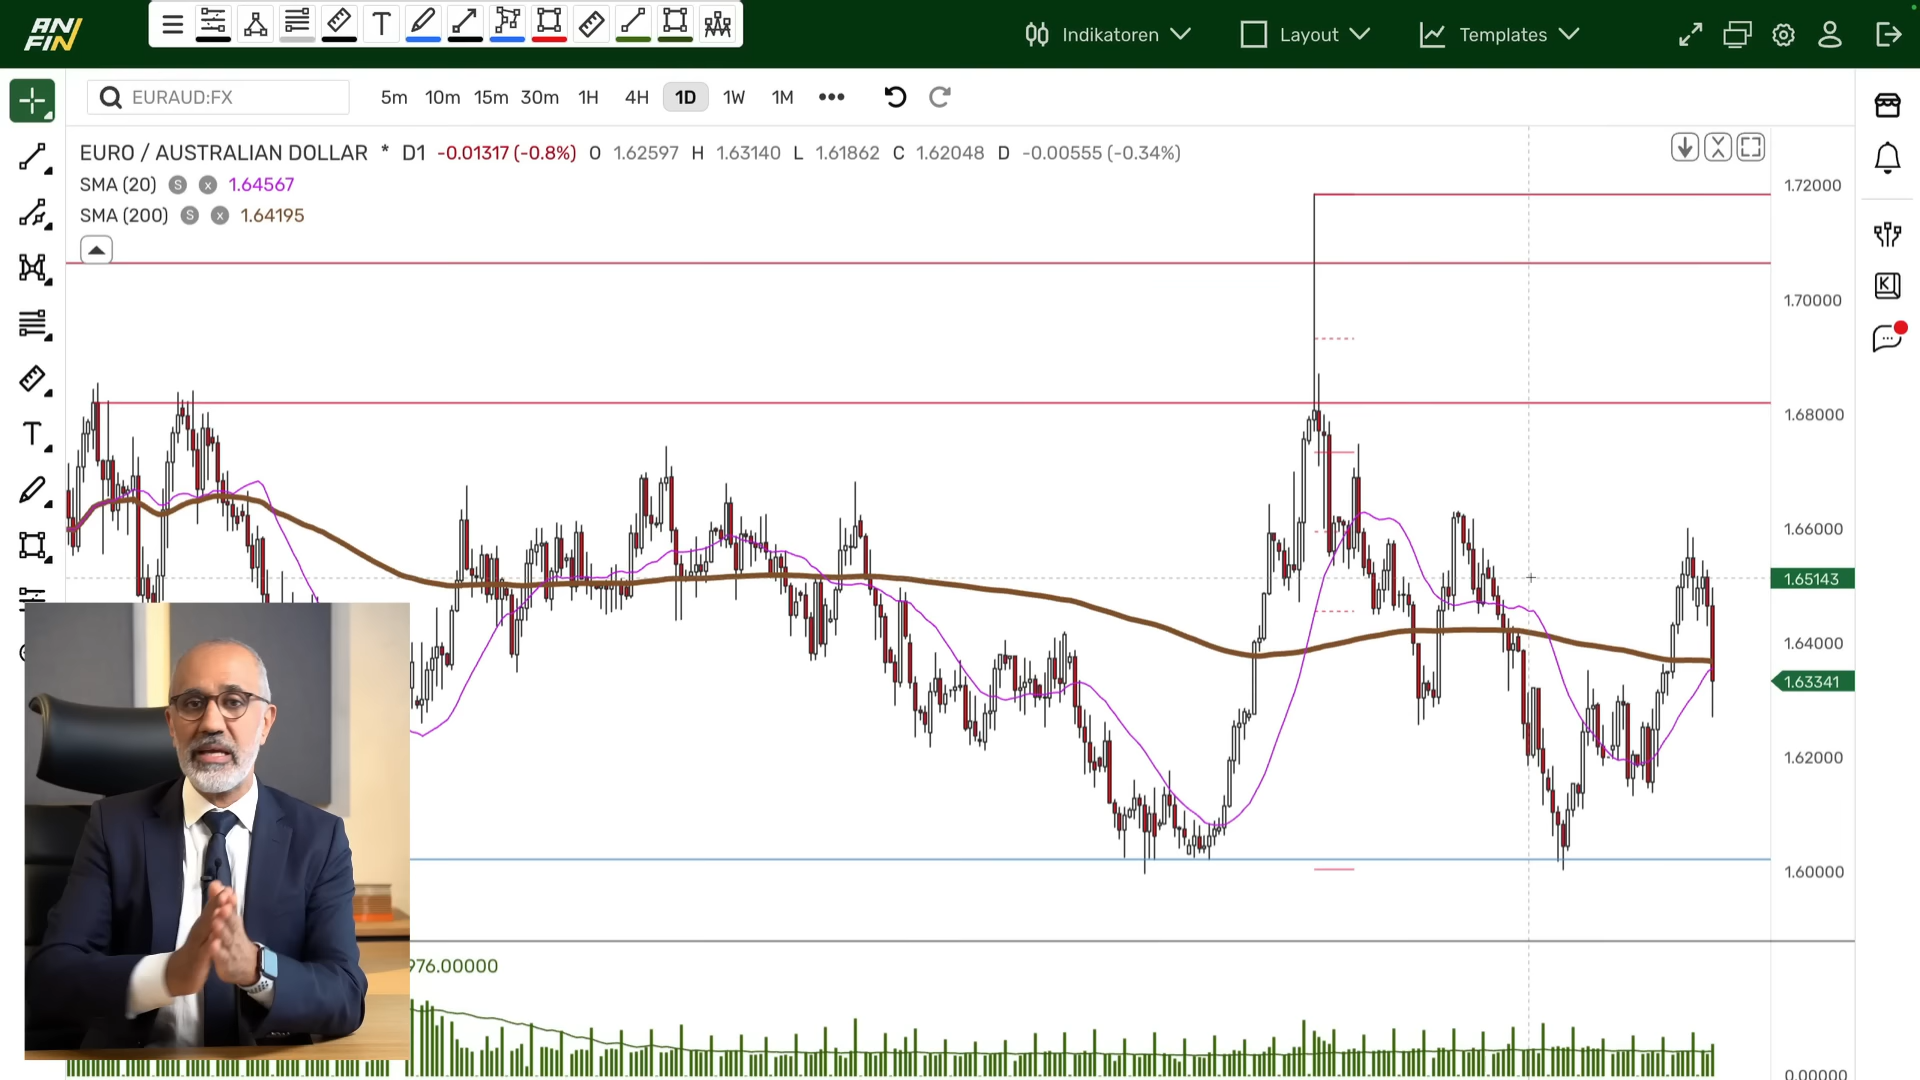 ANFIN
T
Indikatoren
Layout
Templates
EURAUD:FX
5m 10m 15m 30m 1H 4H 1D 1W 1M •••
EURO / AUSTRALIAN DOLLAR * D1 -0.01317 (-0.8%) O 1.62597 H 1.63140 L 1.61862 C 1.62048 D -0.00555 (-0.34%)
SMA (20) S x 1.64567
SMA (200) S x 1.64195
1.72000
1.70000
1.68000
1.66000
1.65143
1.64000
1.63341
1.62000
1.60000
T
K
976.00000
0.00000